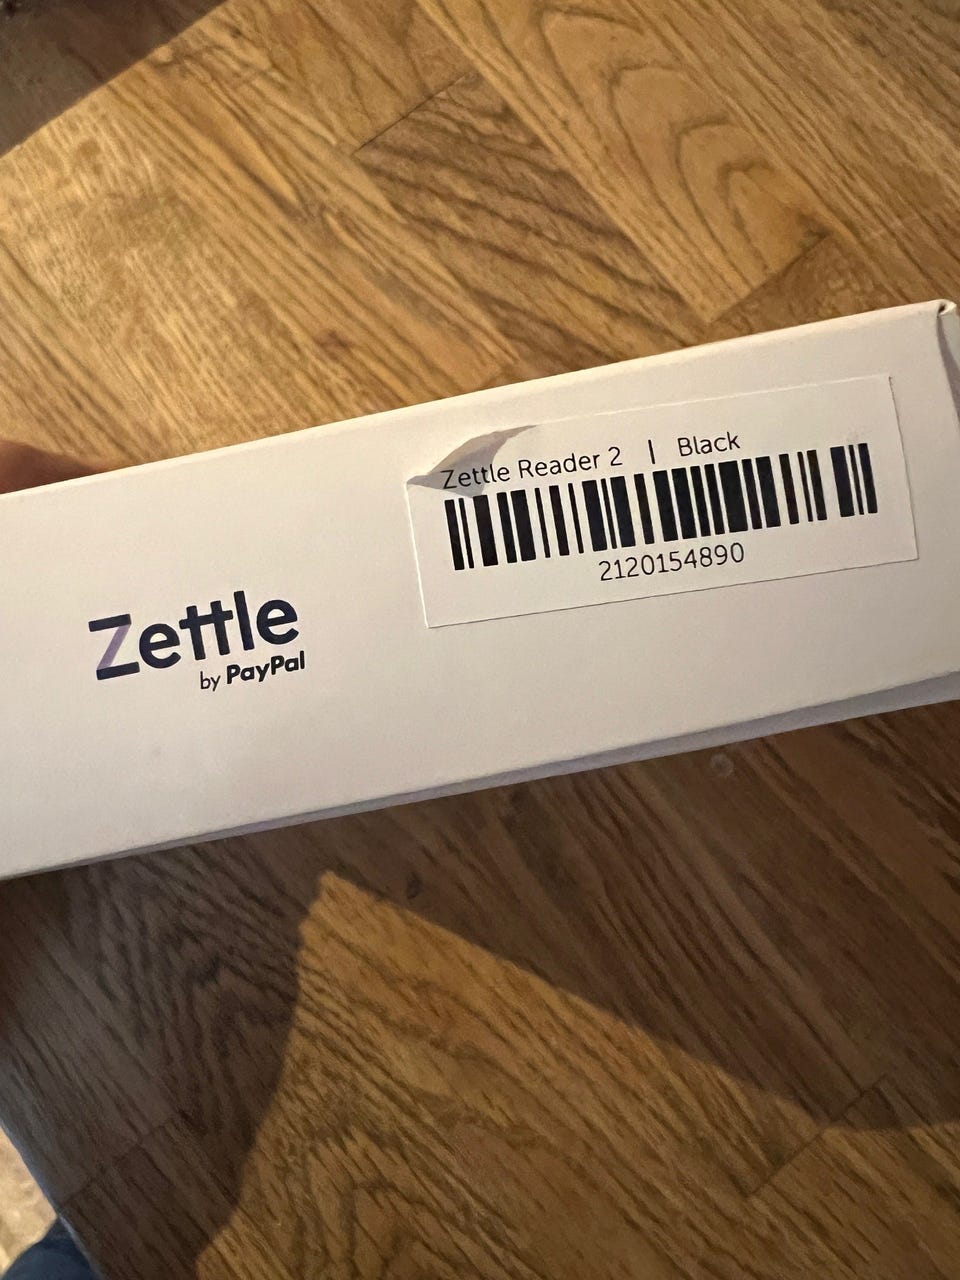 Zettle Reader 2 | Black
2120154890
Zettle
by PayPal